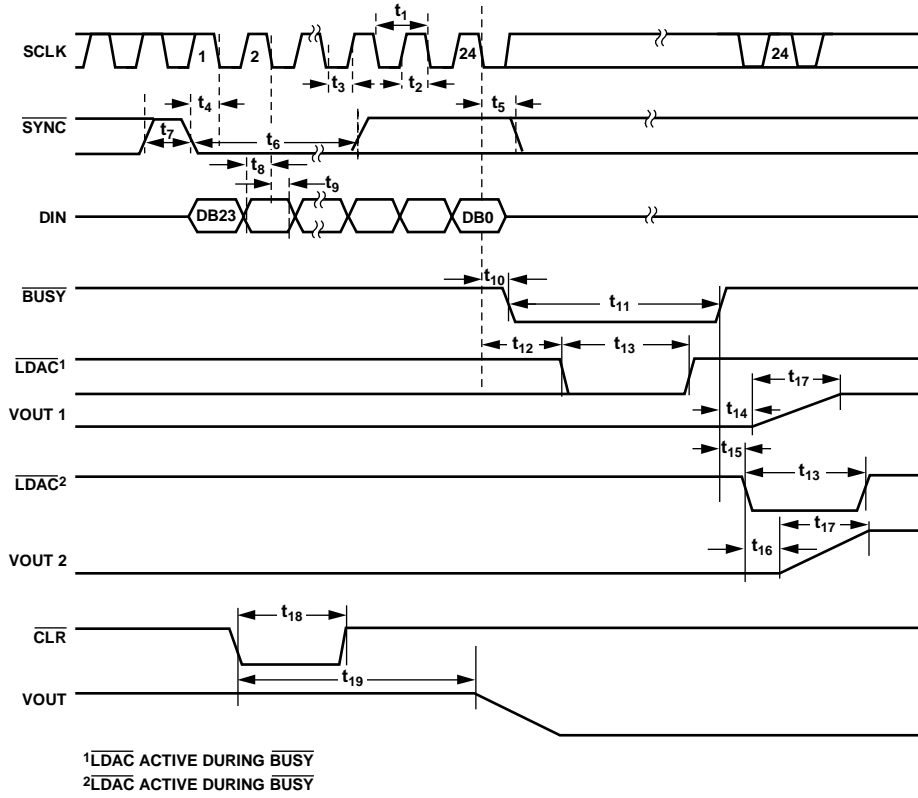 t1
SCLK 1 2 24 24
t3 t2
t4 t5
SYNC
t7 t6
t8
t9
DIN DB23 DB0
t10
BUSY t11
t12 t13
LDAC1
t17
VOUT 1 t14
t15
LDAC2 t13
t17
VOUT 2 t16
t18
CLR
t19
VOUT
1LDAC ACTIVE DURING BUSY
2LDAC ACTIVE DURING BUSY